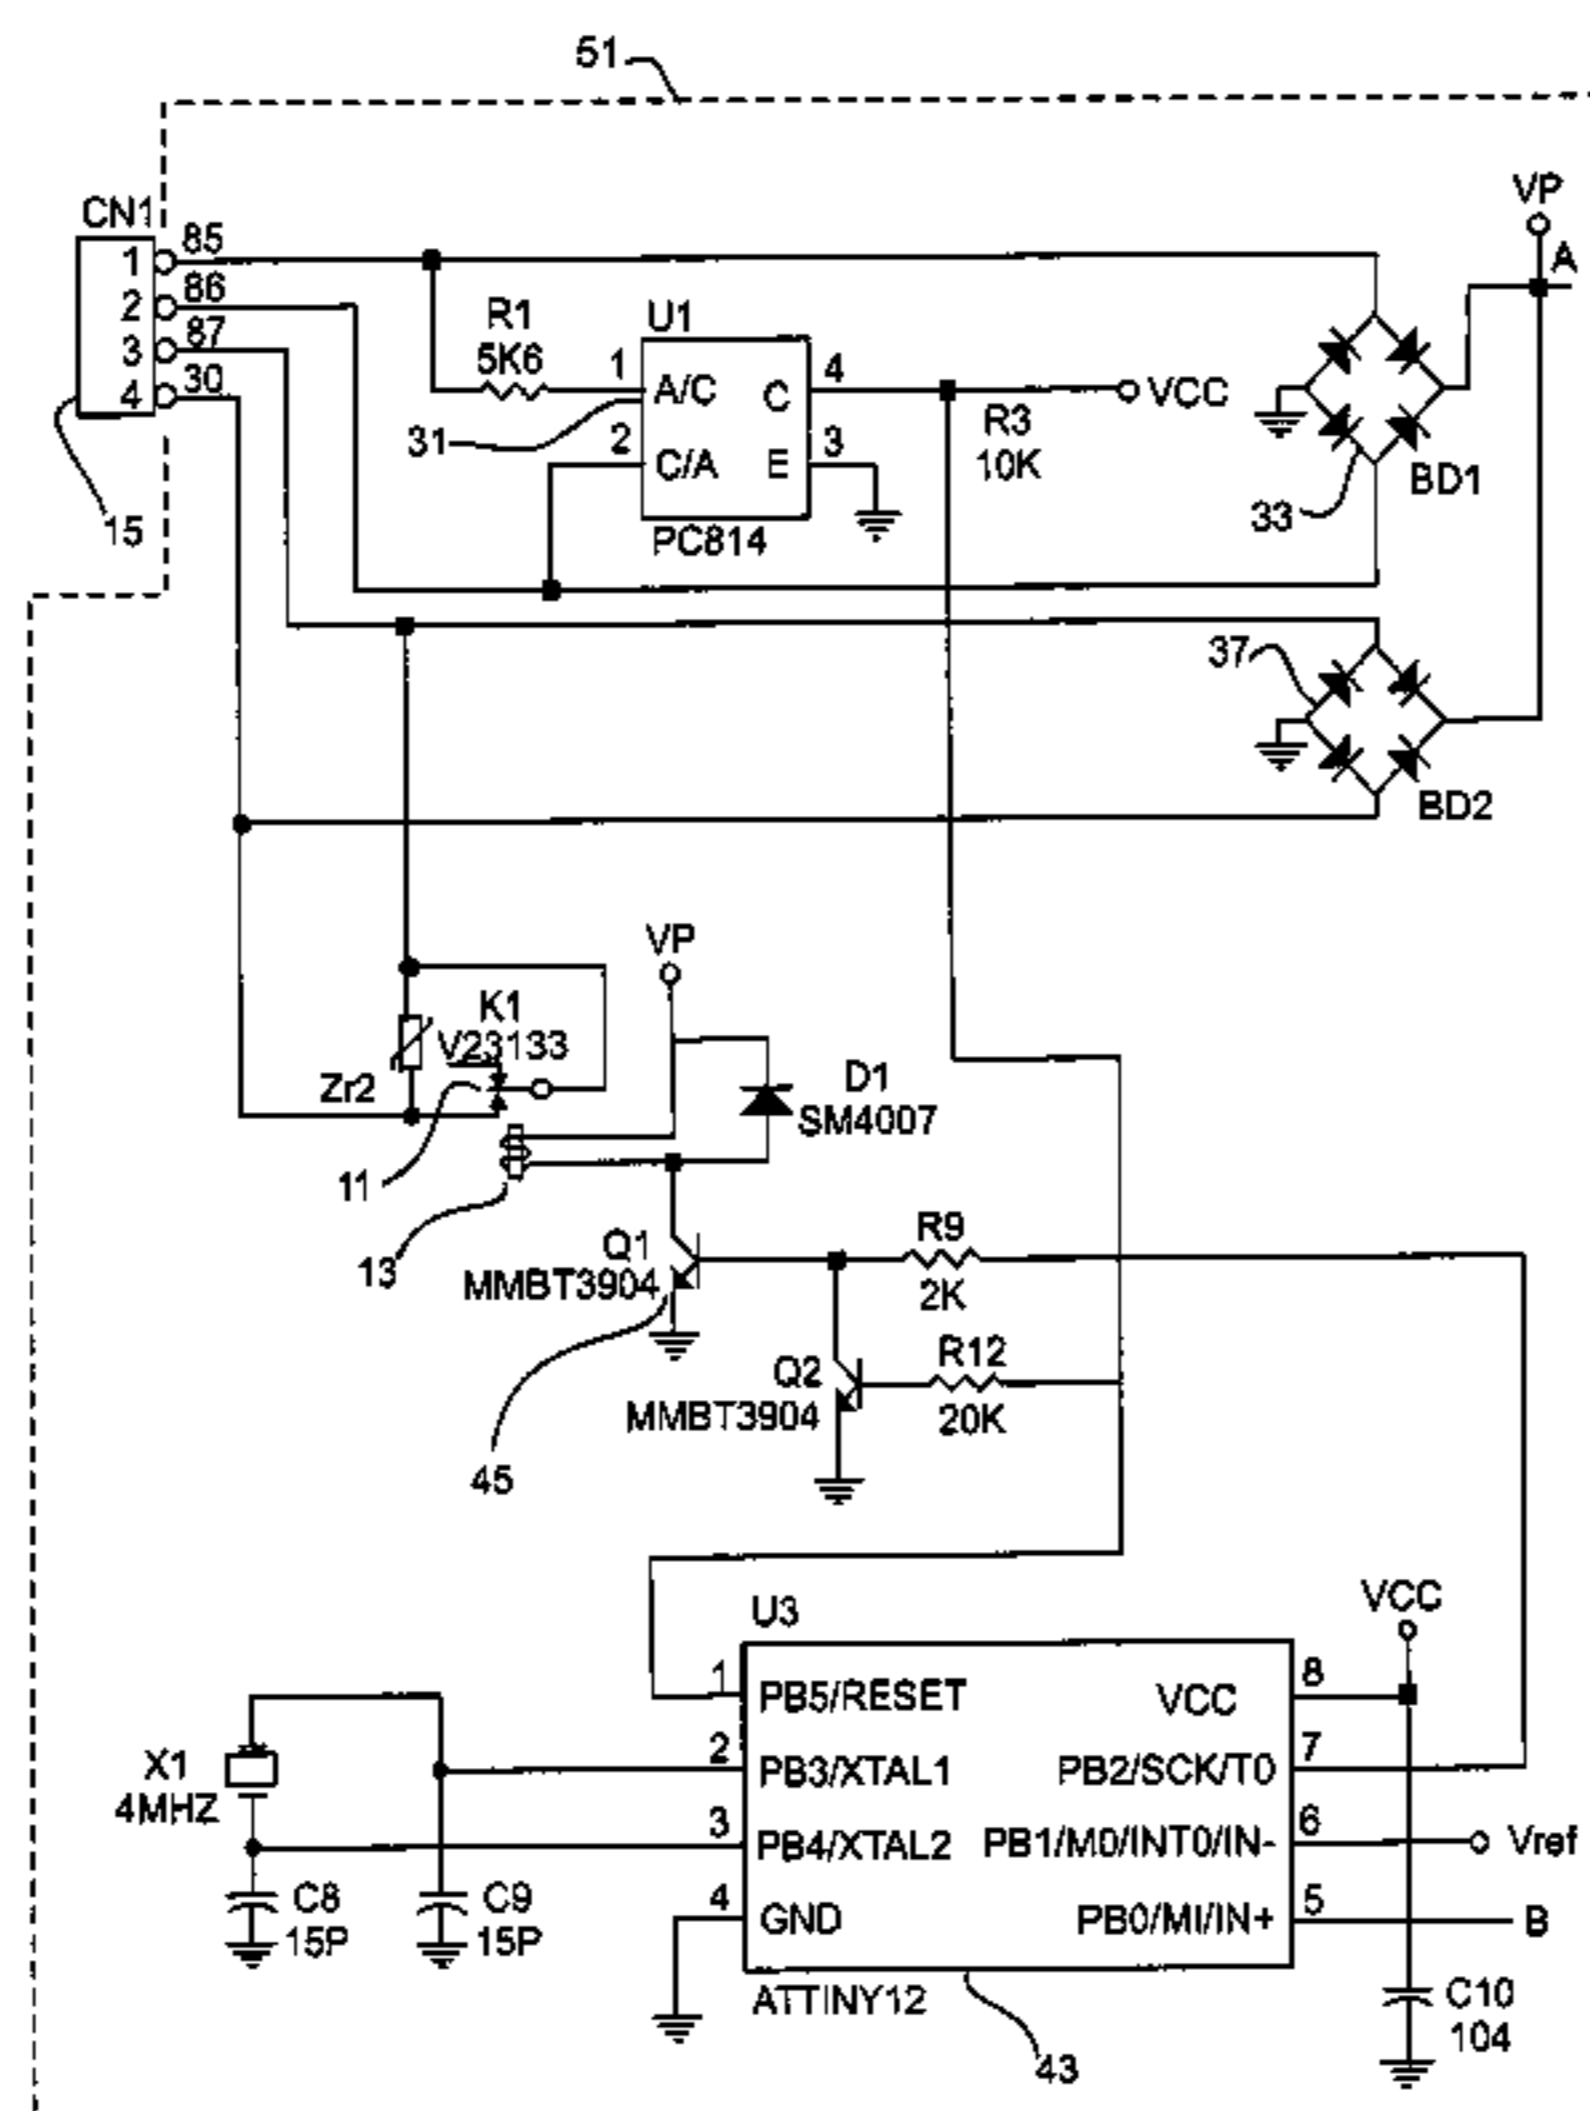 51
CN1
VP
A
1 85
2 86
3 87
4 30
15
R1
5K6
U1
1
A/C
C
4
VCC
31
2
C/A
E
3
R3
10K
PC814
33
BD1
37
BD2
VP
K1
V23133
Zr2
D1
SM4007
11
13
Q1
MMBT3904
R9
2K
45
Q2
MMBT3904
R12
20K
U3
VCC
1
PB5/RESET
VCC
8
X1
4MHZ
2
PB3/XTAL1
PB2/SCK/T0
7
3
PB4/XTAL2
PB1/M0/INT0/IN-
6
Vref
C8
15P
C9
15P
4
GND
PB0/MI/IN+
5
B
ATTINY12
43
C10
104